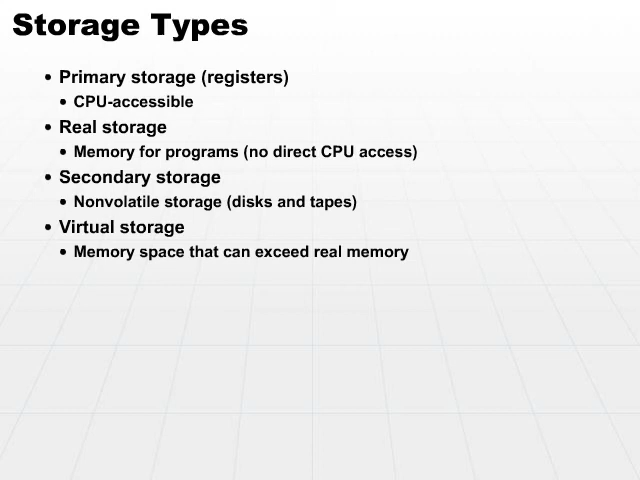 Storage Types
• Primary storage (registers)
• CPU-accessible
• Real storage
• Memory for programs (no direct CPU access)
• Secondary storage
• Nonvolatile storage (disks and tapes)
• Virtual storage
• Memory space that can exceed real memory